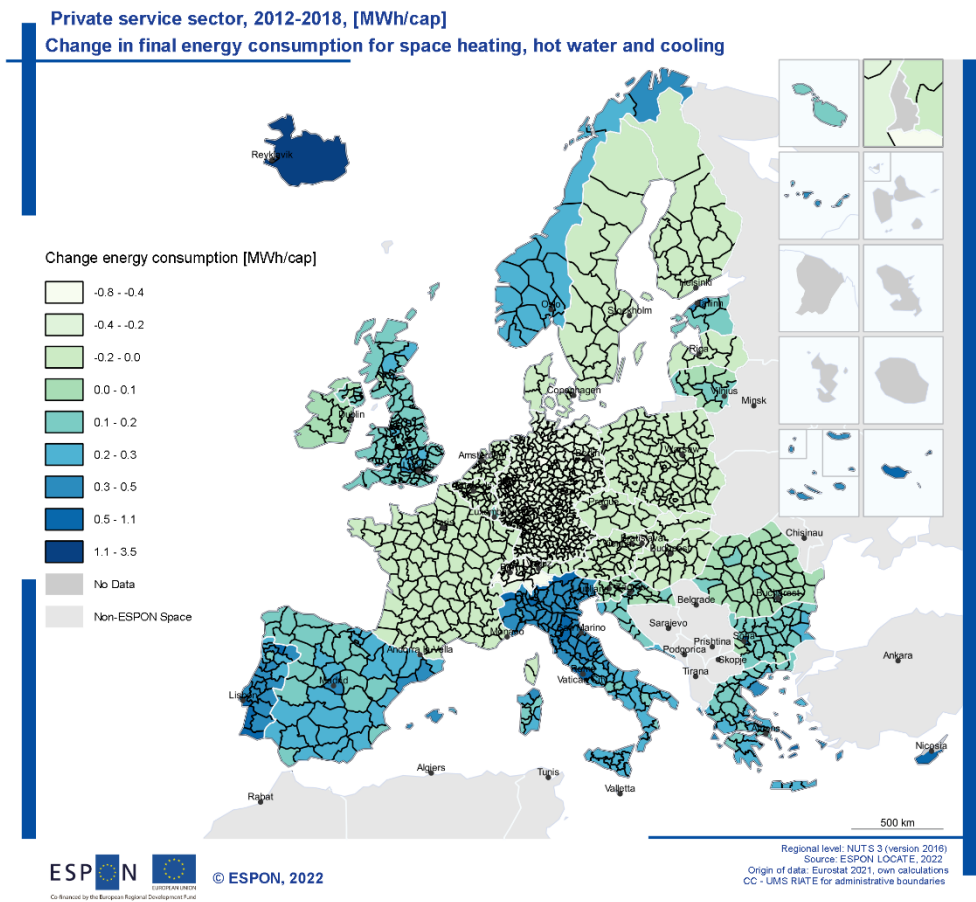 Private service sector, 2012-2018, [MWh/cap]
Change in final energy consumption for space heating, hot water and cooling
Reykjavik
Change energy consumption [MWh/cap]
-0.8 - -0.4
-0.4 - -0.2
-0.2 - 0.0
0.0 - 0.1
0.1 - 0.2
0.2 - 0.3
0.3 - 0.5
0.5 - 1.1
1.1 - 3.5
No Data
Non-ESPON Space
Oslo
Helsinki
Tallinn
Stockholm
Riga
Copenhagen
Vilnius
Minsk
Dublin
Amsterdam
Berlin
Warsaw
Luxembourg
Prague
Paris
Bratislava
Budapest
Chisinau
Bucharest
Belgrade
San Marino
Sarajevo
Monaco
Prishtina
Sofia
Andorra la Vella
Podgorica
Skopje
Rome
Vatican City
Tirana
Ankara
Madrid
Lisbon
Athens
Nicosia
Algiers
Tunis
Valletta
Rabat
500 km
Regional level: NUTS 3 (version 2016)
Source: ESPON LOCATE, 2022
Origin of data: Eurostat 2021, own calculations
CC - UMS RIATE for administrative boundaries
ESPON
EUROPEAN UNION
Co-financed by the European Regional Development Fund
© ESPON, 2022